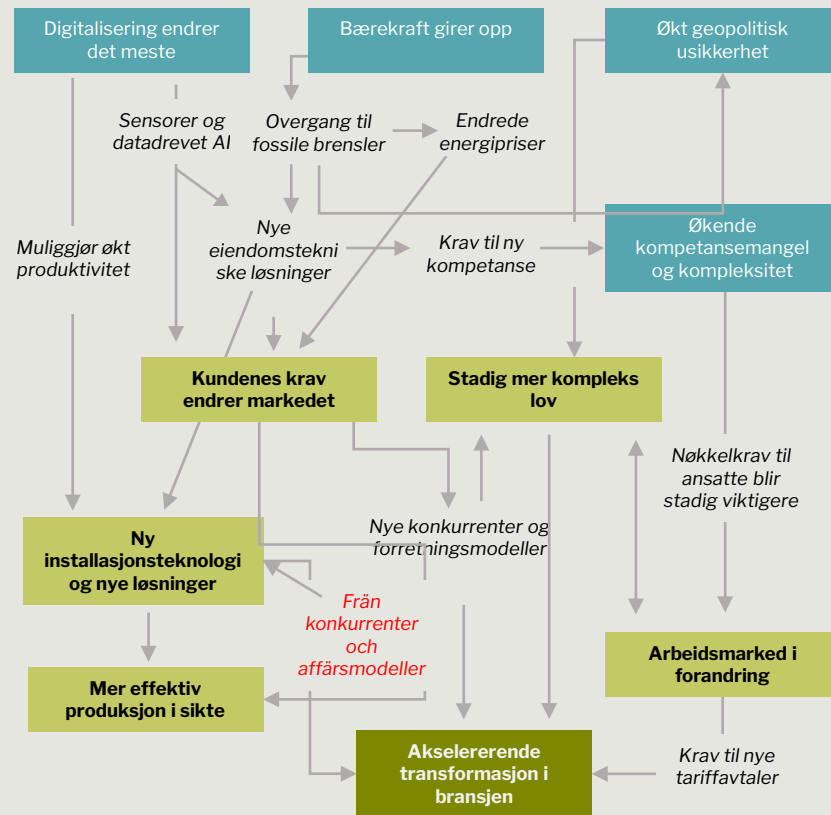 Digitalisering endrer
det meste
Bærekraft girer opp
Økt geopolitisk
usikkerhet
Sensorer og
datadrevet AI
Overgang til
fossile brensler
Endrede
energipriser
Muliggjør økt
produktivitet
Nye
eiendomstekni
ske løsninger
Krav til ny
kompetanse
Økende
kompetansemangel
og kompleksitet
Kundenes krav
endrer markedet
Stadig mer kompleks
lov
Nøkkelkrav til
ansatte blir
stadig viktigere
Ny
installasjonsteknologi
og nye løsninger
Nye konkurrenter og
forretningsmodeller
Från
konkurrenter
och
affärsmodeller
Mer effektiv
produksjon i sikte
Arbeidsmarked i
forandring
Akselererende
transformasjon i
bransjen
Krav til nye
tariffavtaler